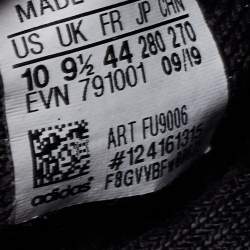 MADE
US UK FR JP CHN
10 9½ 44 280 270
EVN 791001 09/19
ART FU9006
#124161315
adidas